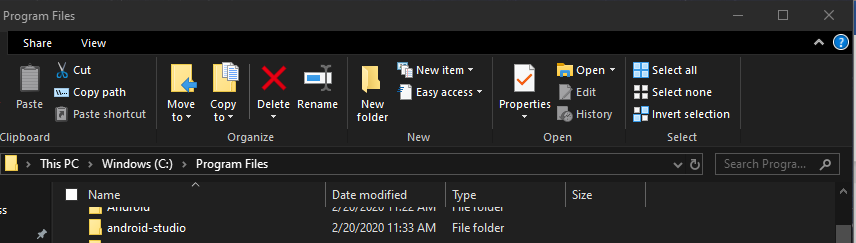 Program Files
Share View
Cut
Copy path
Paste shortcut
Paste
Clipboard
Move to
Copy to
Delete
Rename
Organize
New folder
New item
Easy access
New
Properties
Open
Edit
History
Open
Select all
Select none
Invert selection
Select
This PC > Windows (C:) > Program Files
Search Progra...
Name Date modified Type Size
Android 2/20/2020 11:22 AM File folder
android-studio 2/20/2020 11:33 AM File folder